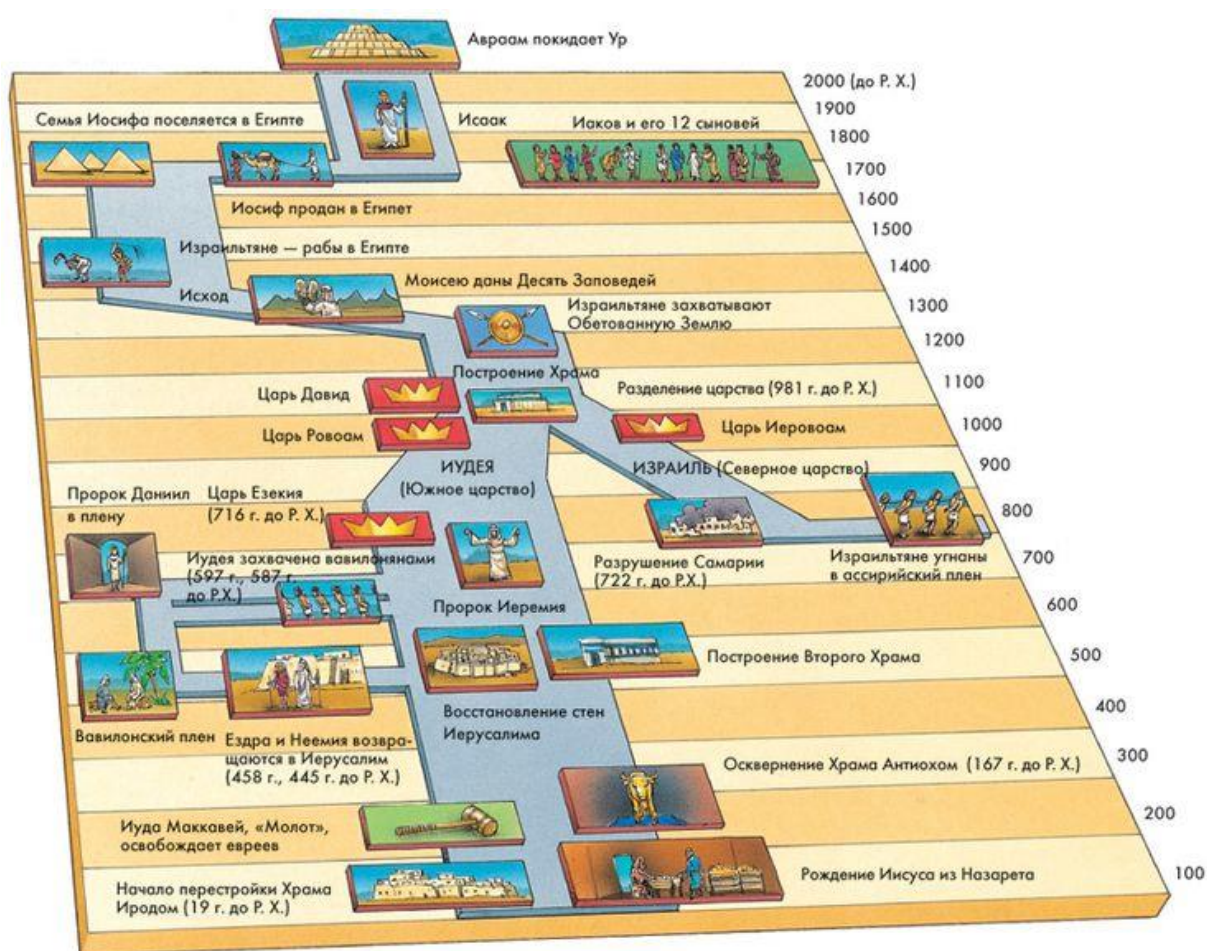 Авраам покидает Ур
2000 (до Р. Х.)
1900
Семья Иосифа поселяется в Египте
Исаак
Иаков и его 12 сыновей
1800
1700
1600
Иосиф продан в Египет
1500
Израильтяне — рабы в Египте
1400
Моисею даны Десять Заповедей
Исход
Израильтяне захватывают
Обетованную Землю
1300
1200
Построение Храма
1100
Царь Давид
Разделение царства (981 г. до Р. Х.)
Царь Ровоам
Царь Иеровоам
1000
900
ИУДЕЯ
(Южное царство)
ИЗРАИЛЬ (Северное царство)
Пророк Даниил
в плену
Царь Езекия
(716 г. до Р. Х.)
800
Иудея захвачена вавилонянами
(597 г., 587 г.
до Р.Х.)
Разрушение Самарии
(722 г. до Р.Х.)
Израильтяне угнаны
в ассирийский плен
700
600
Пророк Иеремия
500
Построение Второго Храма
400
Вавилонский плен
Ездра и Неемия возвра-
щаются в Иерусалим
(458 г., 445 г. до Р. Х.)
Восстановление стен
Иерусалима
300
Осквернение Храма Антиохом (167 г. до Р. Х.)
200
Иуда Маккавей, «Молот»,
освобождает евреев
Начало перестройки Храма
Иродом (19 г. до Р. Х.)
Рождение Иисуса из Назарета
100